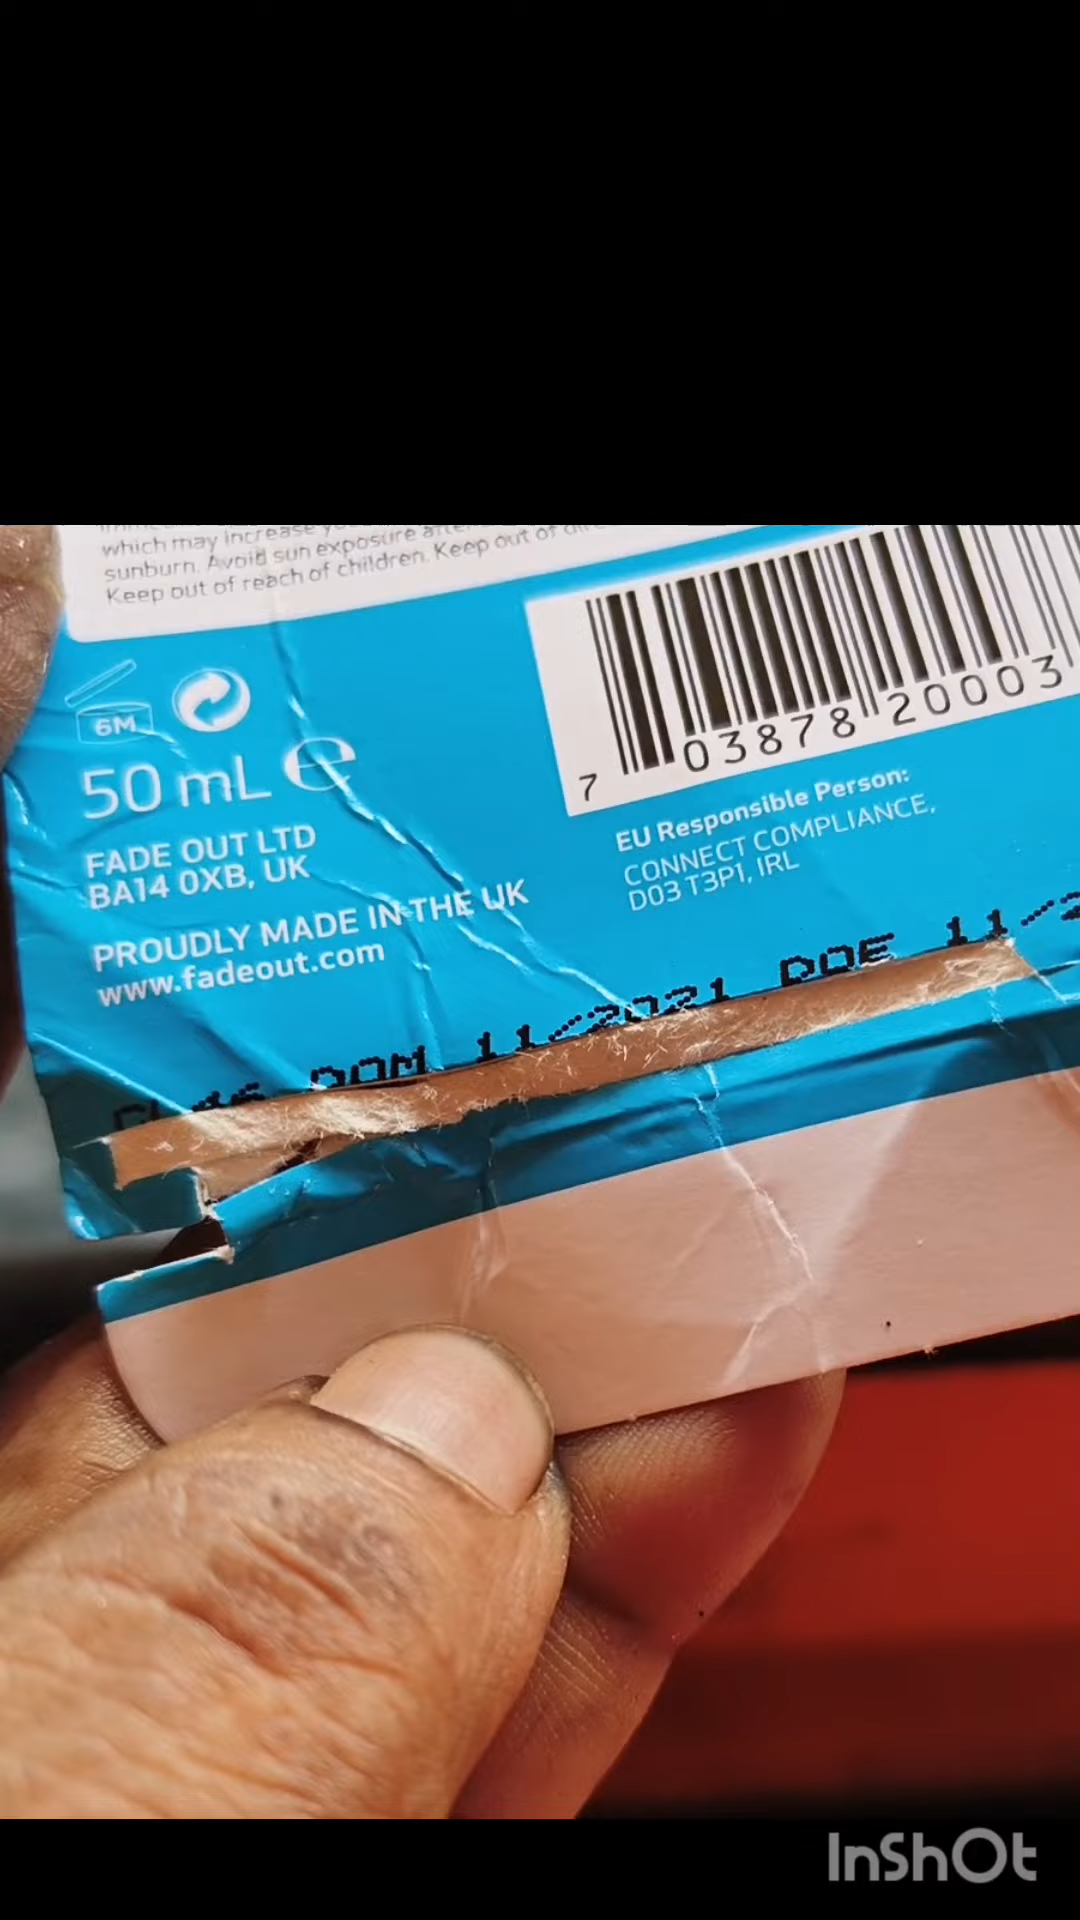 which may increase
sunburn. Avoid sun exposure
Keep out of reach of children. Keep out of
6M
50 mL e
FADE OUT LTD
BA14 0XB, UK
PROUDLY MADE IN THE UK
www.fadeout.com
7 03878 20003
EU Responsible Person:
CONNECT COMPLIANCE,
D03 T3P1, IRL
DOM 11/2021 DOE 11/
InShOt